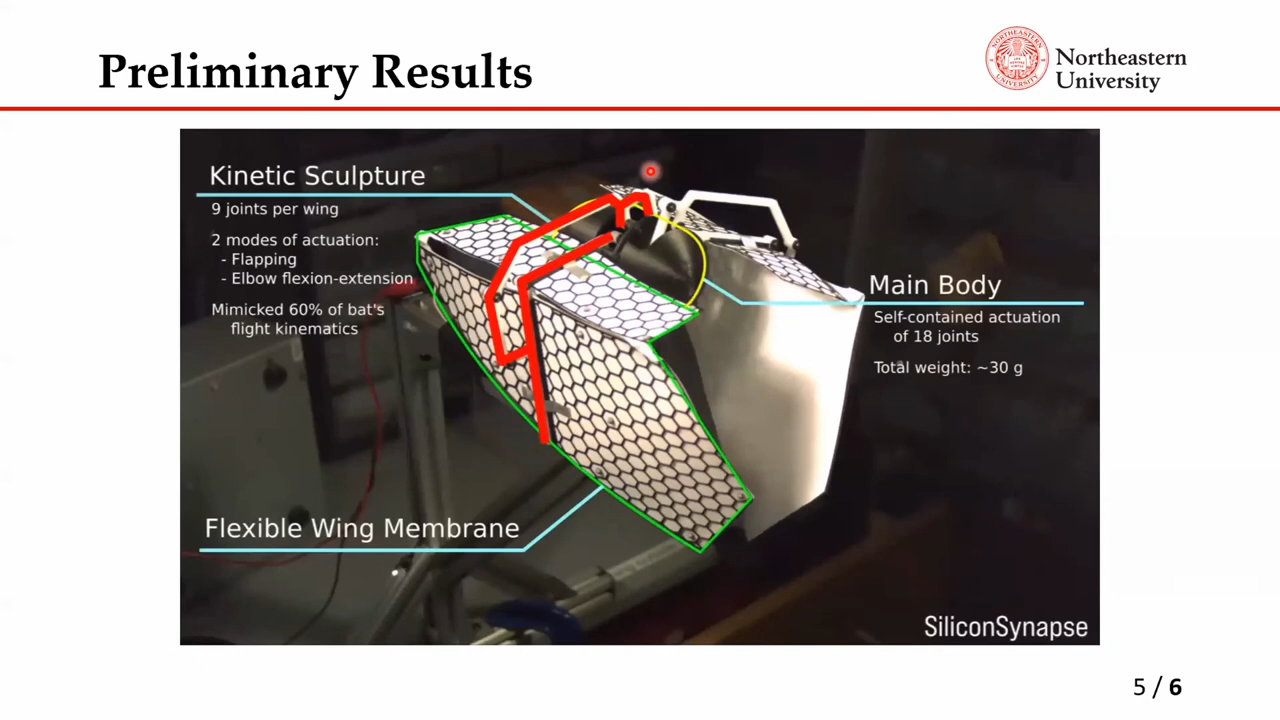 Preliminary Results
Northeastern
University
Kinetic Sculpture
9 joints per wing
2 modes of actuation:
- Flapping
- Elbow flexion-extension
Mimicked 60% of bat's
flight kinematics
Main Body
Self-contained actuation
of 18 joints
Total weight: ~30 g
Flexible Wing Membrane
SiliconSynapse
5 / 6